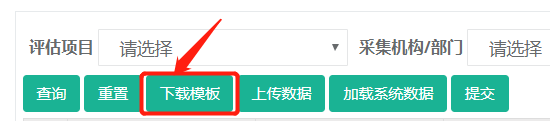 评估项目 请选择 采集机构/部门 请选择
查询 重置 下载模板 上传数据 加载系统数据 提交